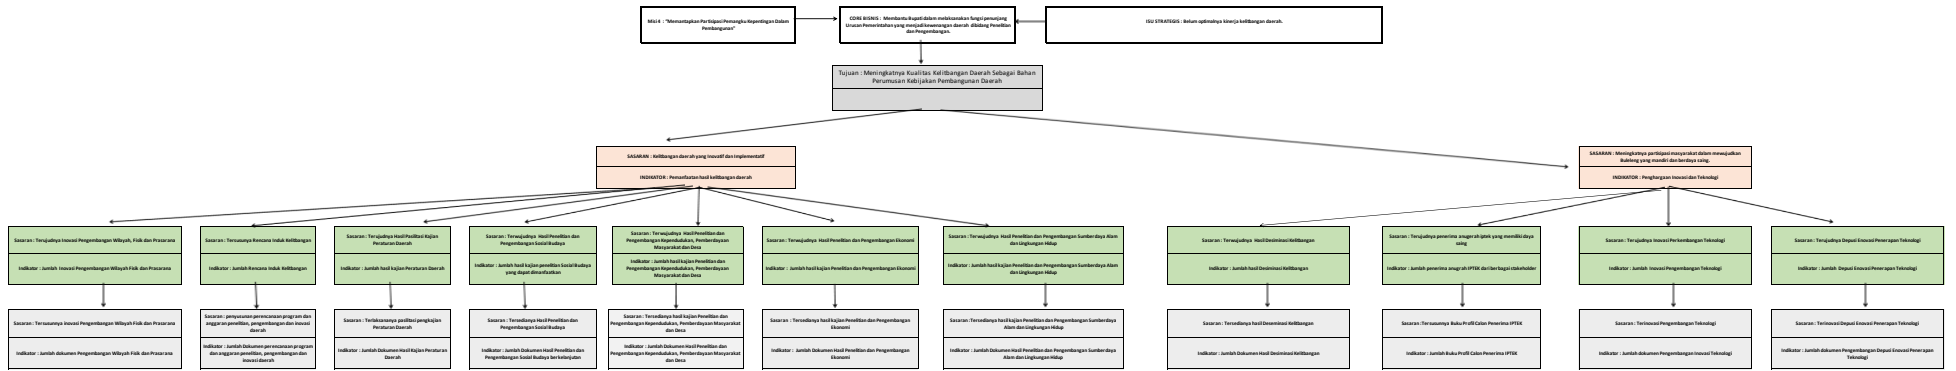 Misi 4 : "Memantapkan Partisipasi Pemangku Kepentingan Dalam
Pembangunan"
CORE BISNIS : Membantu Bupati dalam melaksanakan fungsi penunjang
Urusan Pemerintahan yang menjadi kewenangan daerah dibidang Penelitian
dan Pengembangan.
ISU STRATEGIS : Belum optimalnya kinerja kelitbangan daerah.
Tujuan : Meningkatnya Kualitas Kelitbangan Daerah Sebagai Bahan
Perumusan Kebijakan Pembangunan Daerah
SASARAN : Kelitbangan daerah yang Inovatif dan Implementatif
INDIKATOR : Pemanfaatan hasil kelitbangan daerah
SASARAN : Meningkatnya partisipasi masyarakat dalam mewujudkan
Buleleng yang mandiri dan berdaya saing.
INDIKATOR : Penghargaan Inovasi dan Teknologi
Sasaran : Terujudnya Inovasi Pengembangan Wilayah, Fisik dan Prasarana
Indikator : Jumlah Inovasi Pengembangan Wilayah Fisik dan Prasarana
Sasaran : Tersusunya Rencana Induk Kelitbangan
Indikator : Jumlah Rencana Induk Kelitbangan
Sasaran : Terujudnya Hasil Pasilitasi Kajian
Peraturan Daerah
Indikator : Jumlah hasil kajian Peraturan Daerah
Sasaran : Terwujudnya Hasil Penelitian dan
Pengembangan Sosial Budaya
Indikator : Jumlah hasil kajian penelitian Sosial Budaya
yang dapat dimanfaatkan
Sasaran : Terwujudnya Hasil Penelitian dan
Pengembangan Kependudukan, Pemberdayaan
Masyarakat dan Desa
Indikator : Jumlah hasil kajian Penelitian dan
Pengembangan Kependudukan, Pemberdayaan
Masyarakat dan Desa
Sasaran : Terwujudnya Hasil Penelitian dan Pengembangan Ekonomi
Indikator : Jumlah hasil kajian Penelitian dan Pengembangan Ekonomi
Sasaran : Terwujudnya Hasil Penelitian dan Pengembangan Sumberdaya Alam
dan Lingkungan Hidup
Indikator : Jumlah hasil kajian Penelitian dan Pengembangan Sumberdaya Alam
dan Lingkungan Hidup
Sasaran : Terwujudnya Hasil Desiminasi Kelitbangan
Indikator : Jumlah hasil Desiminasi Kelitbangan
Sasaran : Terujudnya penerima anugerah iptek yang memiliki daya
saing
Indikator : Jumlah penerima anugrah IPTEK dari berbagai stakeholder
Sasaran : Terujudnya Inovasi Perkembangan Teknologi
Indikator : Jumlah Inovasi Pengembangan Teknologi
Sasaran : Terujudnya Depusi Enovasi Penerapan Teknologi
Indikator : Jumlah Depusi Enovasi Penerapan Teknologi
Sasaran : Tersusunnya inovasi Pengembangan Wilayah Fisik dan Prasarana
Indikator : Jumlah Dokumen Pengembangan Wilayah Fisik dan Prasarana
Sasaran : penyusunan perencanaan program dan
anggaran penelitian, pengembangan dan inovasi
daerah
Indikator : Jumlah Dokumen perencanaan program
dan anggaran penelitian, pengembangan dan
inovasi daerah
Sasaran : Terlaksananya pasilitasi pengkajian
Peraturan Daerah
Indikator : Jumlah Dokumen Hasil Kajian Peraturan
Daerah
Sasaran : Tersedianya Hasil Penelitian dan
Pengembangan Sosial Budaya
Indikator : Jumlah Dokumen Hasil Penelitian dan
Pengembangan Sosial Budaya berkelanjutan
Sasaran : Tersedianya hasil kajian Penelitian dan
Pengembangan Kependudukan, Pemberdayaan Masyarakat
dan Desa
Indikator : Jumlah Dokumen Hasil Penelitian dan
Pengembangan Kependudukan, Pemberdayaan Masyarakat
dan Desa
Sasaran : Tersedianya hasil kajian Penelitian dan Pengembangan
Ekonomi
Indikator : Jumlah Dokumen Hasil Penelitian dan Pengembangan
Ekonomi
Sasaran : Tersedianya hasil kajian Penelitian dan Pengembangan Sumberdaya
Alam dan Lingkungan Hidup
Indikator : Jumlah Dokumen Hasil Penelitian dan Pengembangan Sumberdaya
Alam dan Lingkungan Hidup
Sasaran : Tersedianya hasil Deseminasi Kelitbangan
Indikator : Jumlah Dokumen Hasil Desiminasi Kelitbangan
Sasaran : Tersusunnya Buku Profil Calon Penerima IPTEK
Indikator : Jumlah Buku Profil Calon Penerima IPTEK
Sasaran : Terinovasi Pengembangan Teknologi
Indikator : Jumlah dokumen Pengembangan Inovasi Teknologi
Sasaran : Terinovasi Depusi Enovasi Penerapan Teknologi
Indikator : Jumlah dokumen Pengembangan Depusi Enovasi Penerapan
Teknologi